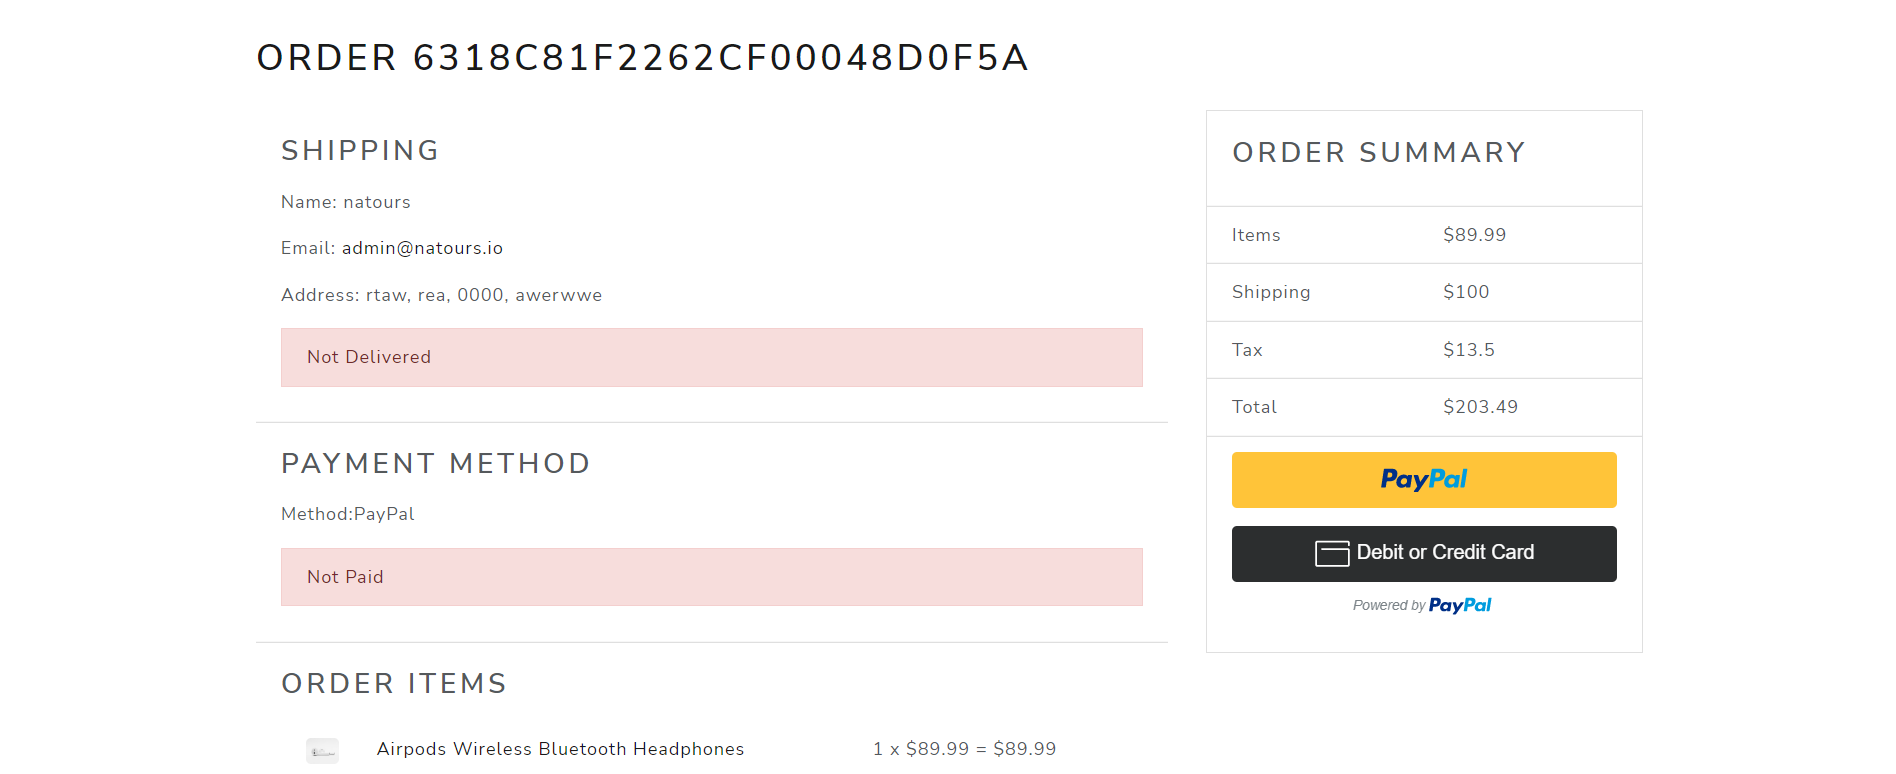 ORDER 6318C81F2262CF00048D0F5A
SHIPPING
Name: natours
Email: admin@natours.io
Address: rtaw, rea, 0000, awerwwe
Not Delivered
PAYMENT METHOD
Method:PayPal
Not Paid
ORDER ITEMS
Airpods Wireless Bluetooth Headphones 1 x $89.99 = $89.99
ORDER SUMMARY
Items $89.99
Shipping $100
Tax $13.5
Total $203.49
PayPal
Debit or Credit Card
Powered by PayPal